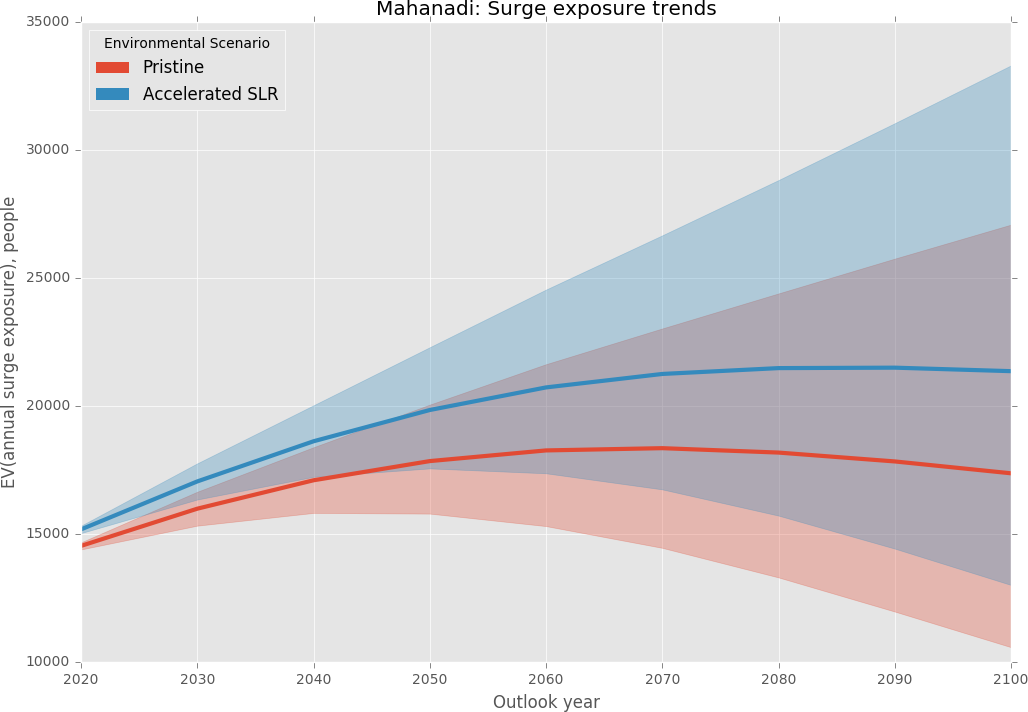 Mahanadi: Surge exposure trends
35000
30000
25000
20000
15000
10000
EV(annual surge exposure), people
Environmental Scenario
Pristine
Accelerated SLR
2020 2030 2040 2050 2060 2070 2080 2090 2100
Outlook year